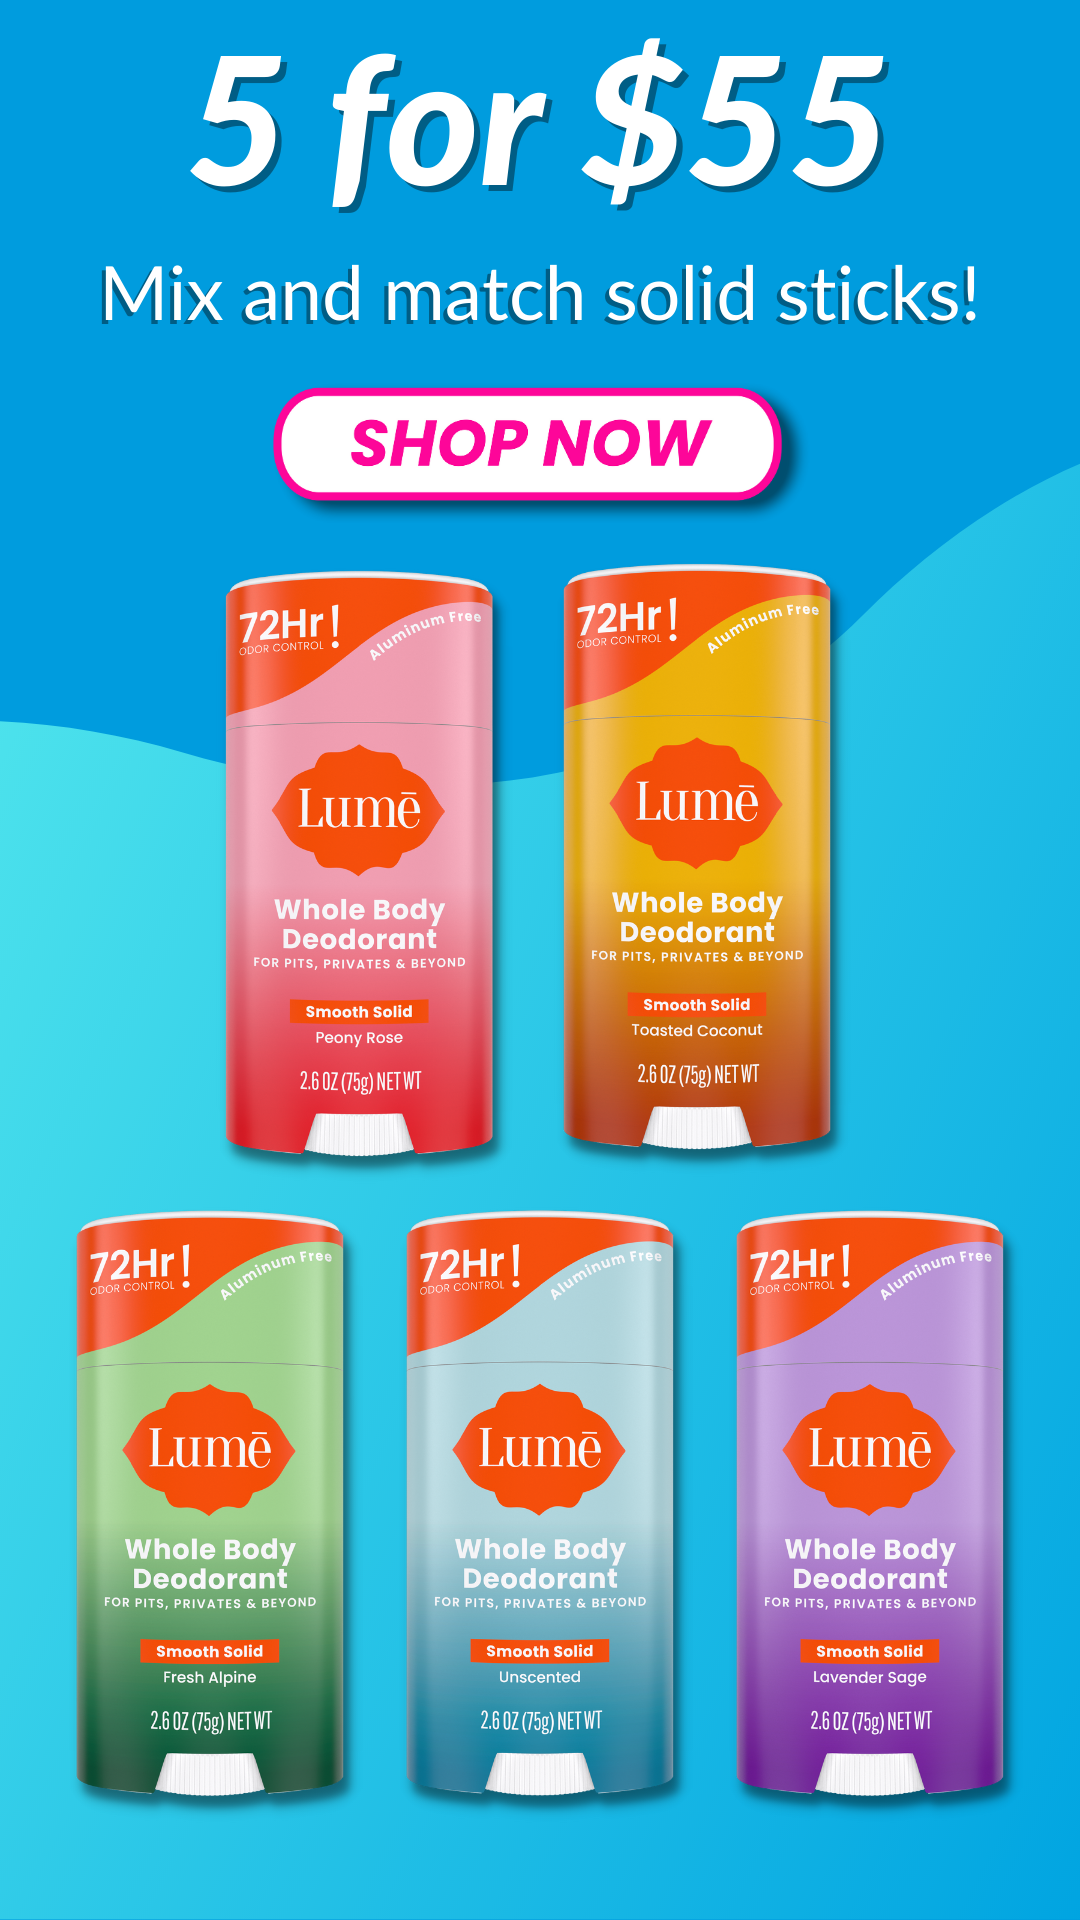 5 for $55
Mix and match solid sticks!
SHOP NOW
72Hr!
ODOR CONTROL
Aluminum Free
Lumē
Whole Body
Deodorant
FOR PITS, PRIVATES & BEYOND
Smooth Solid
Peony Rose
2.6 OZ (75g) NET WT
72Hr!
ODOR CONTROL
Aluminum Free
Lumē
Whole Body
Deodorant
FOR PITS, PRIVATES & BEYOND
Smooth Solid
Toasted Coconut
2.6 OZ (75g) NET WT
72Hr!
ODOR CONTROL
Aluminum Free
Lumē
Whole Body
Deodorant
FOR PITS, PRIVATES & BEYOND
Smooth Solid
Fresh Alpine
2.6 OZ (75g) NET WT
72Hr!
ODOR CONTROL
Aluminum Free
Lumē
Whole Body
Deodorant
FOR PITS, PRIVATES & BEYOND
Smooth Solid
Unscented
2.6 OZ (75g) NET WT
72Hr!
ODOR CONTROL
Aluminum Free
Lumē
Whole Body
Deodorant
FOR PITS, PRIVATES & BEYOND
Smooth Solid
Lavender Sage
2.6 OZ (75g) NET WT